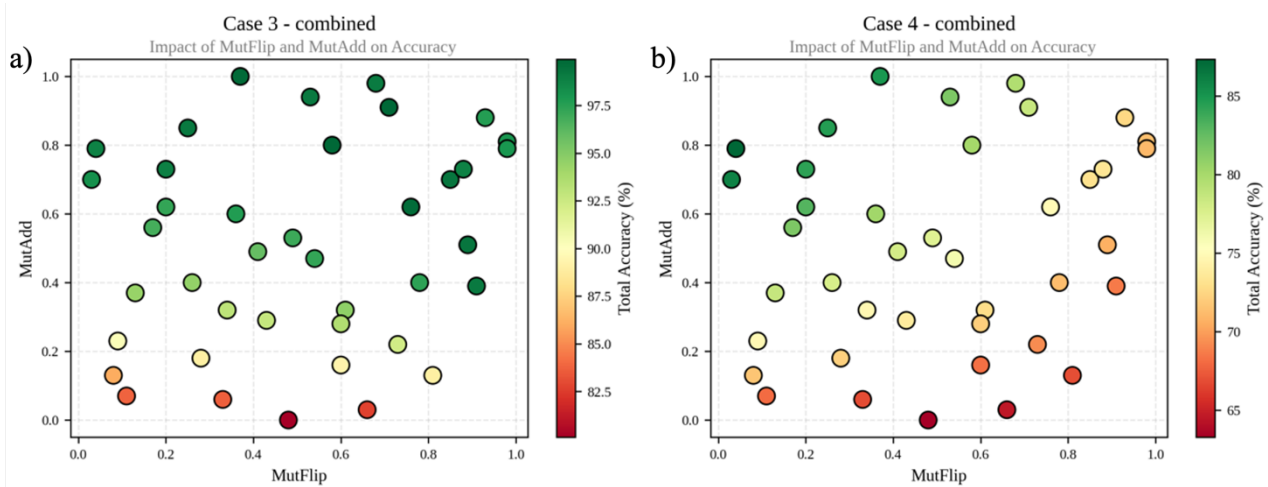 a)
Case 3 - combined
Impact of MutFlip and MutAdd on Accuracy
MutAdd
1.0
0.8
0.6
0.4
0.2
0.0
0.0 0.2 0.4 0.6 0.8 1.0
MutFlip
97.5
95.0
92.5
90.0
87.5
85.0
82.5
Total Accuracy (%)
b)
Case 4 - combined
Impact of MutFlip and MutAdd on Accuracy
MutAdd
1.0
0.8
0.6
0.4
0.2
0.0
0.0 0.2 0.4 0.6 0.8 1.0
MutFlip
85
80
75
70
65
Total Accuracy (%)